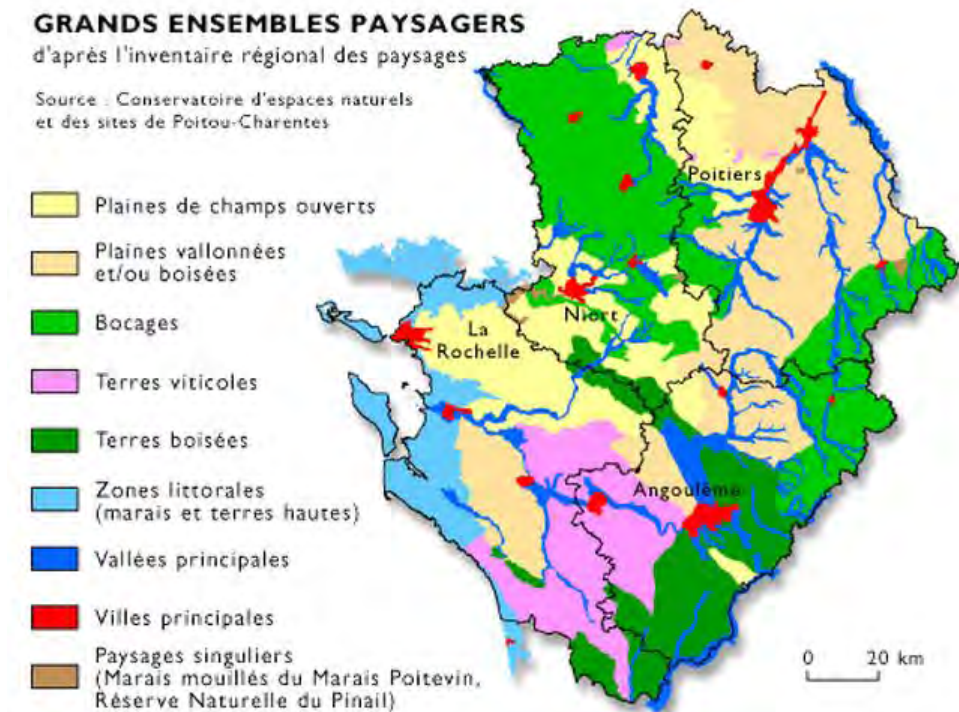 GRANDS ENSEMBLES PAYSAGERS
d'après l'inventaire régional des paysages
Source : Conservatoire d'espaces naturels
et des sites de Poitou-Charentes
Plaines de champs ouverts
Plaines vallonnées
et/ou boisées
Bocages
Terres viticoles
Terres boisées
Zones littorales
(marais et terres hautes)
Vallées principales
Villes principales
Paysages singuliers
(Marais mouillés du Marais Poitevin,
Réserve Naturelle du Pinail)
Poitiers
Niort
La
Rochelle
Angoulême
0 20 km